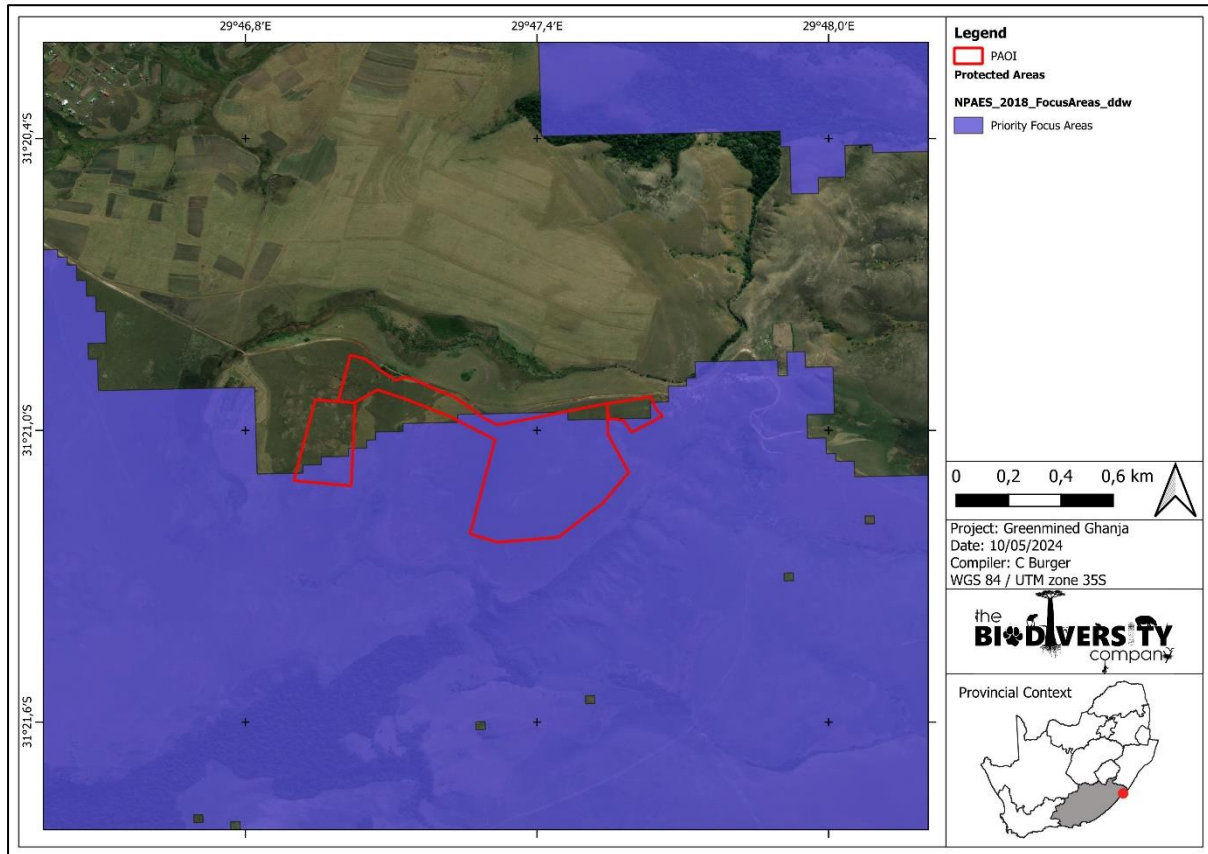 29°46,8′E
29°47,4′E
29°48,0′E
31°20,4′S
31°21,0′S
31°21,6′S
Legend
PAOI
Protected Areas
NPAES_2018_FocusAreas_ddw
Priority Focus Areas
0 0,2 0,4 0,6 km
Project: Greenmined Ghanja
Date: 10/05/2024
Compiler: C Burger
WGS 84 / UTM zone 35S
the
BIODIVERSITY
company
Provincial Context